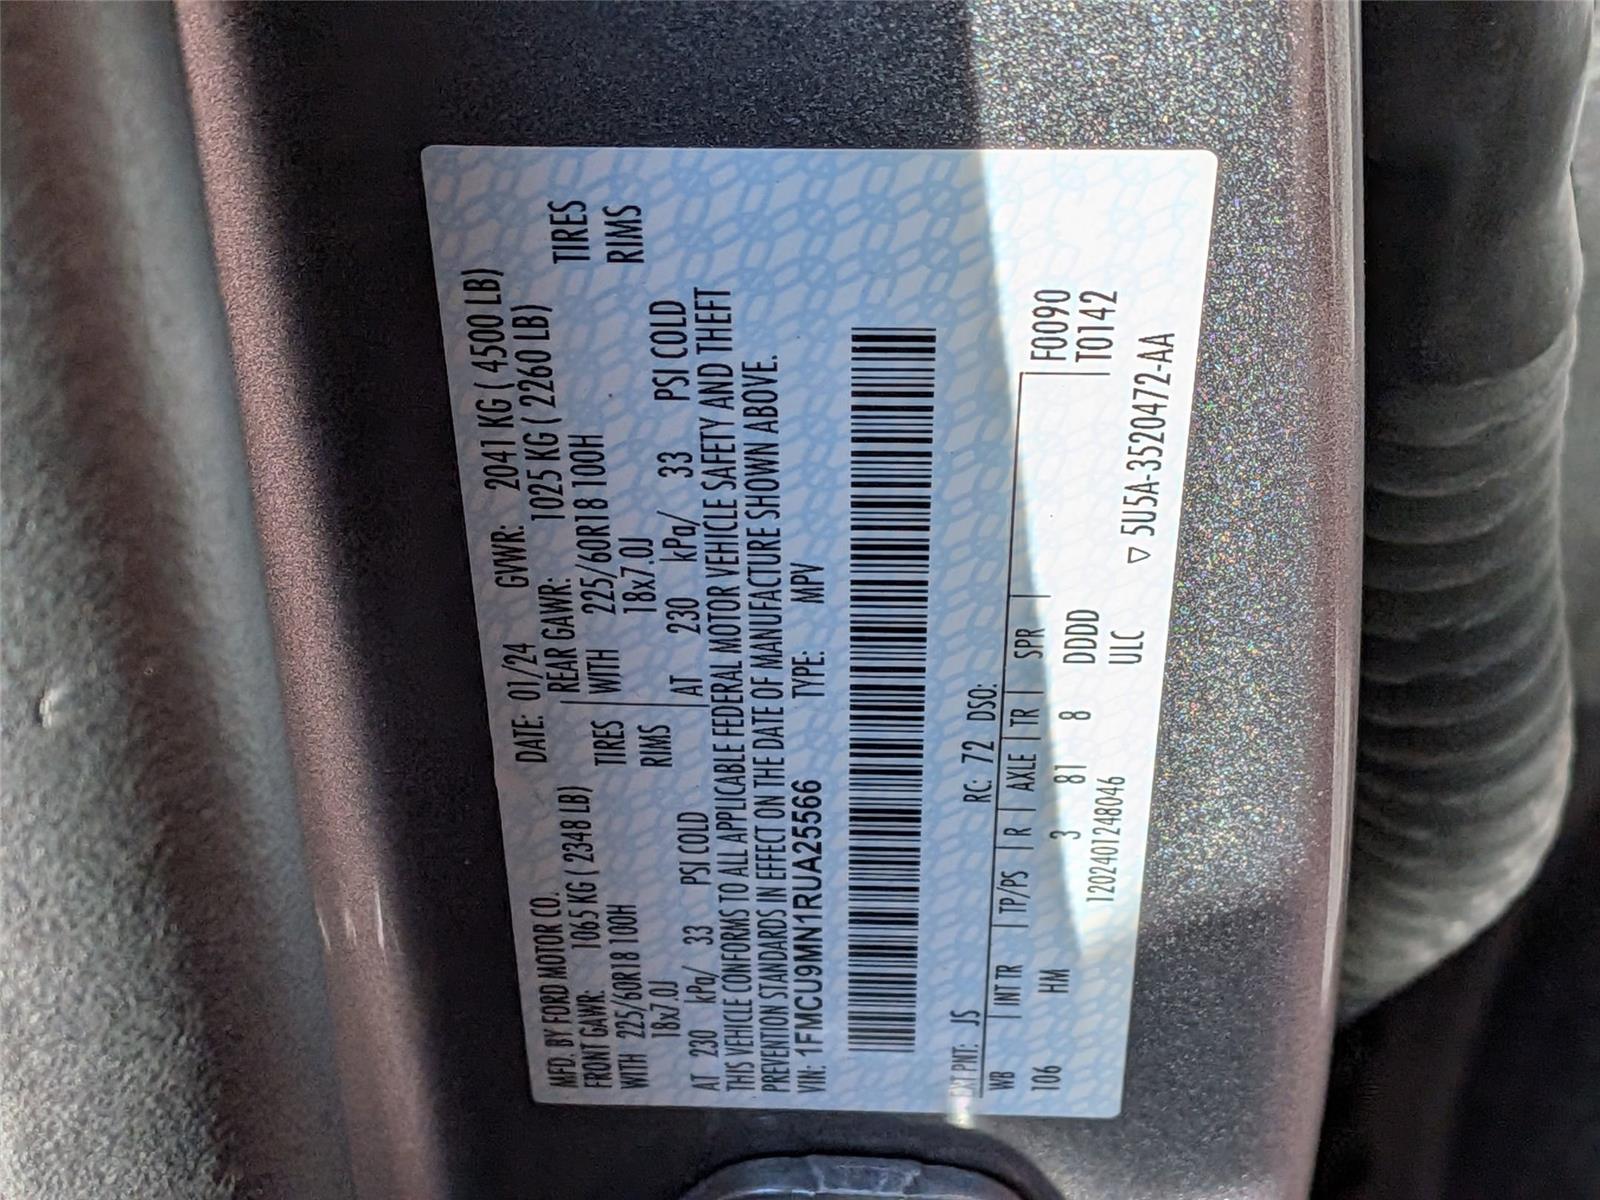 MFD. BY FORD MOTOR CO. DATE: 01/24 GVWR: 2041 KG ( 4500 LB)
FRONT GAWR: 1065 KG ( 2348 LB) REAR GAWR: 1025 KG ( 2260 LB)
WITH 225/60R18 100H TIRES WITH 225/60R18 100H TIRES
18x7.0J RIMS 18x7.0J RIMS
AT 230 kPa/ 33 PSI COLD AT 230 kPa/ 33 PSI COLD
THIS VEHICLE CONFORMS TO ALL APPLICABLE FEDERAL MOTOR VEHICLE SAFETY AND THEFT
PREVENTION STANDARDS IN EFFECT ON THE DATE OF MANUFACTURE SHOWN ABOVE.
VIN: 1FMCU9MN1RUA25566 TYPE: MPV
EXT PNT: JS RC: 72 DSO:
WB INT TR TP/PS R AXLE TR SPR F0090
106 HM 3 81 8 DDDD T0142
1202401248046 ULC ▽ 5U5A-3520472-AA